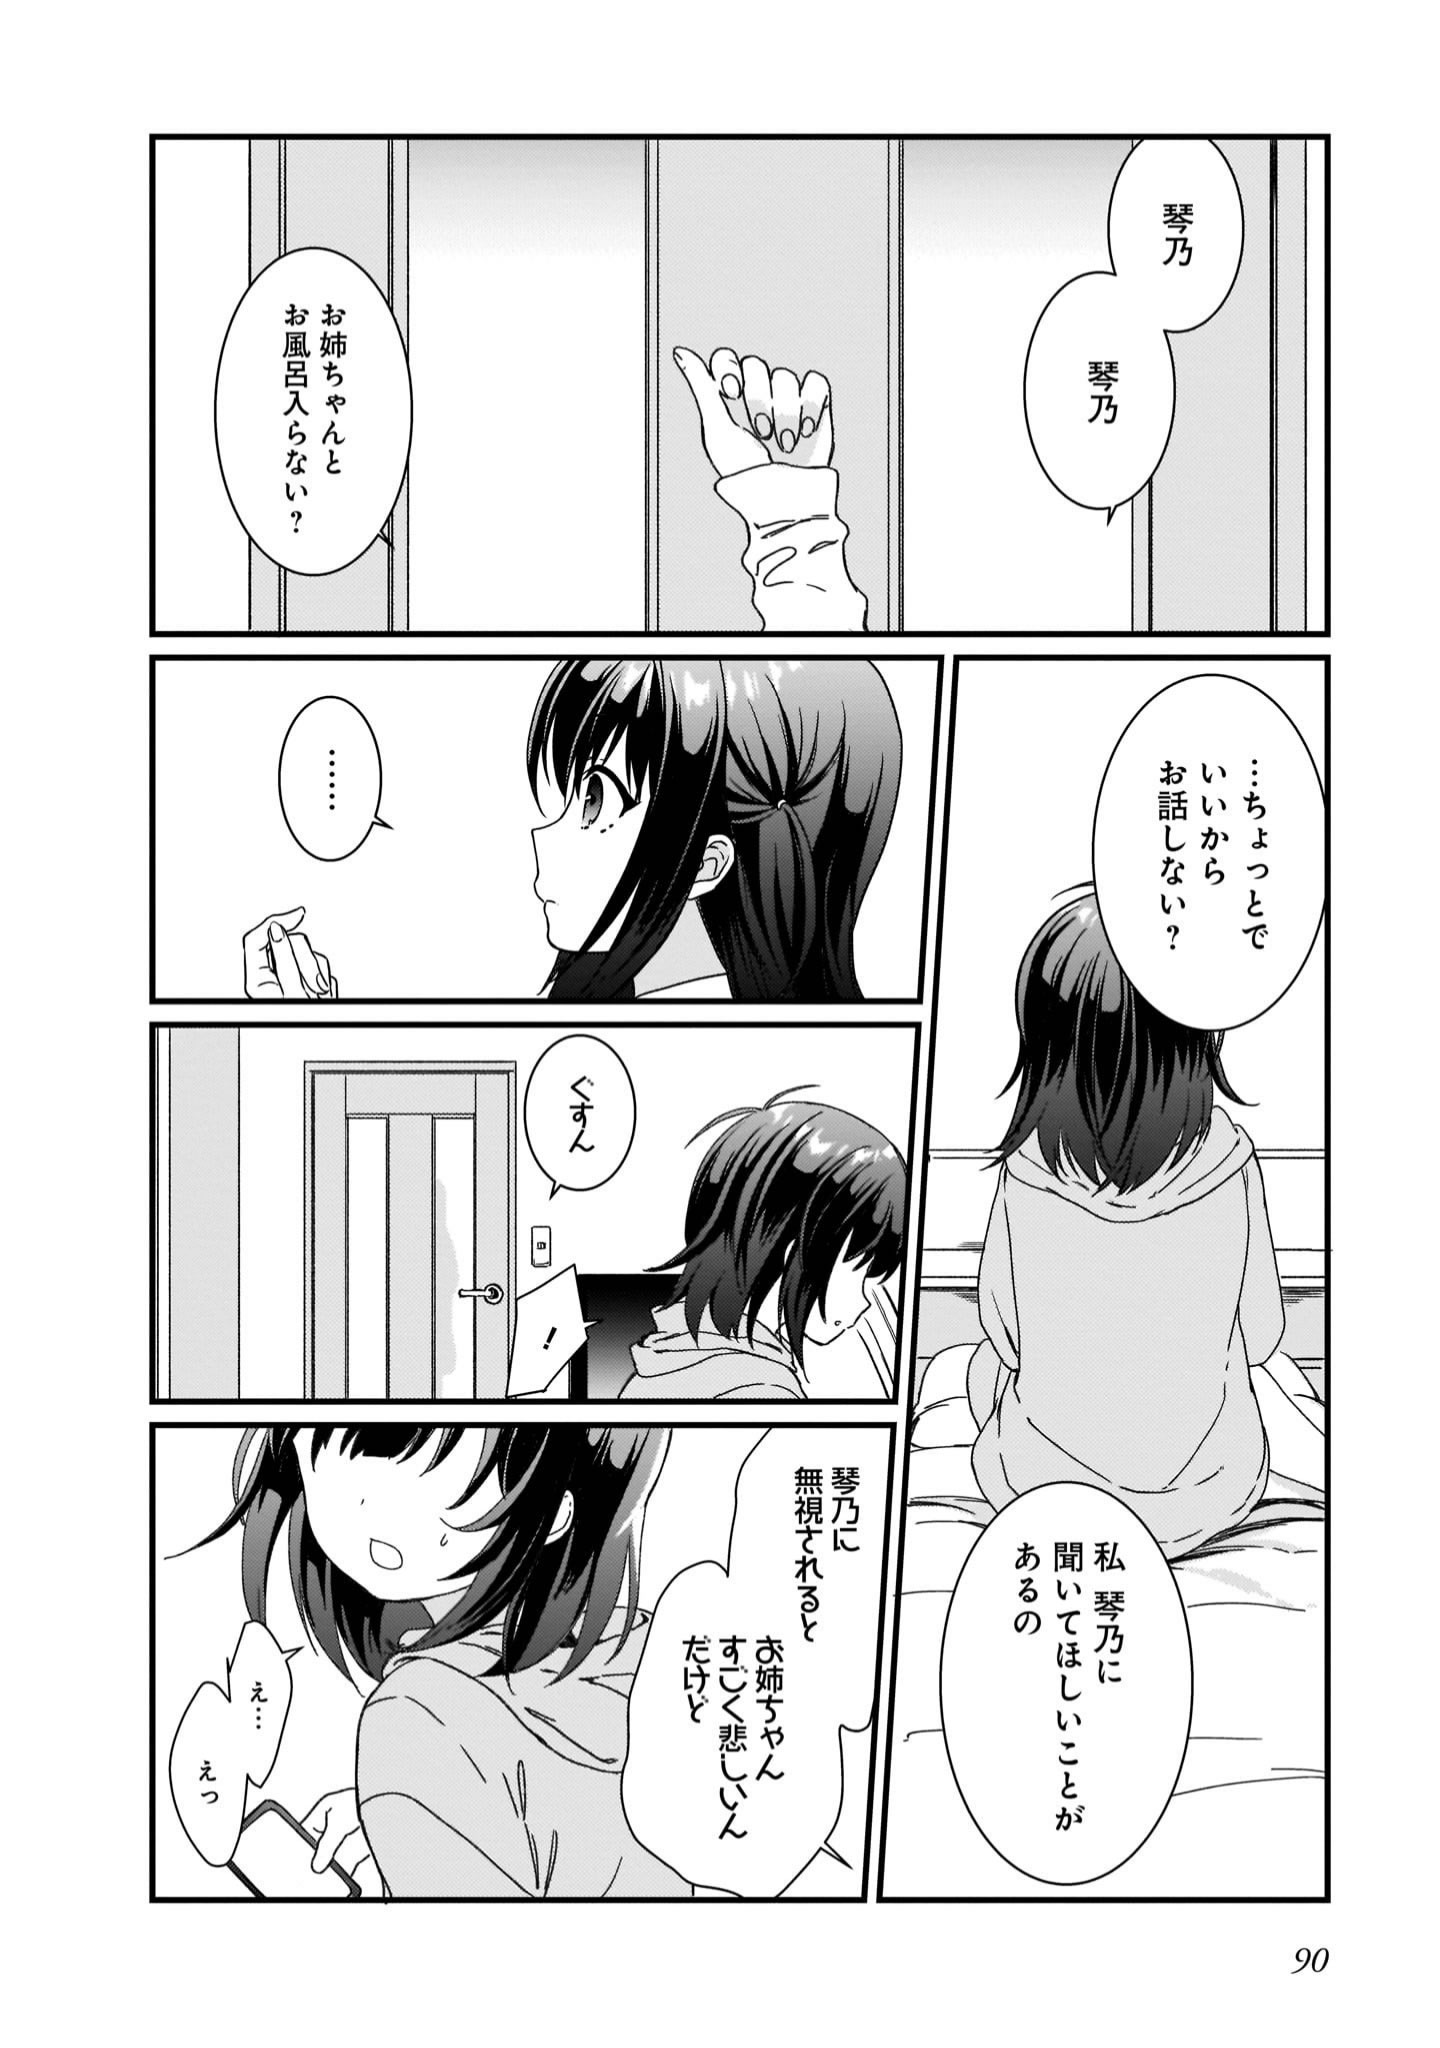 琴乃
琴乃
お姉ちゃんと
お風呂入らない？
…ちょっとで
いいから
お話しない？
私 琴乃に
聞いてほしいことが
あるの
……
ぐすん
！
琴乃に
無視されると
お姉ちゃん
すごく悲しいん
だけど
え…
えっ
90